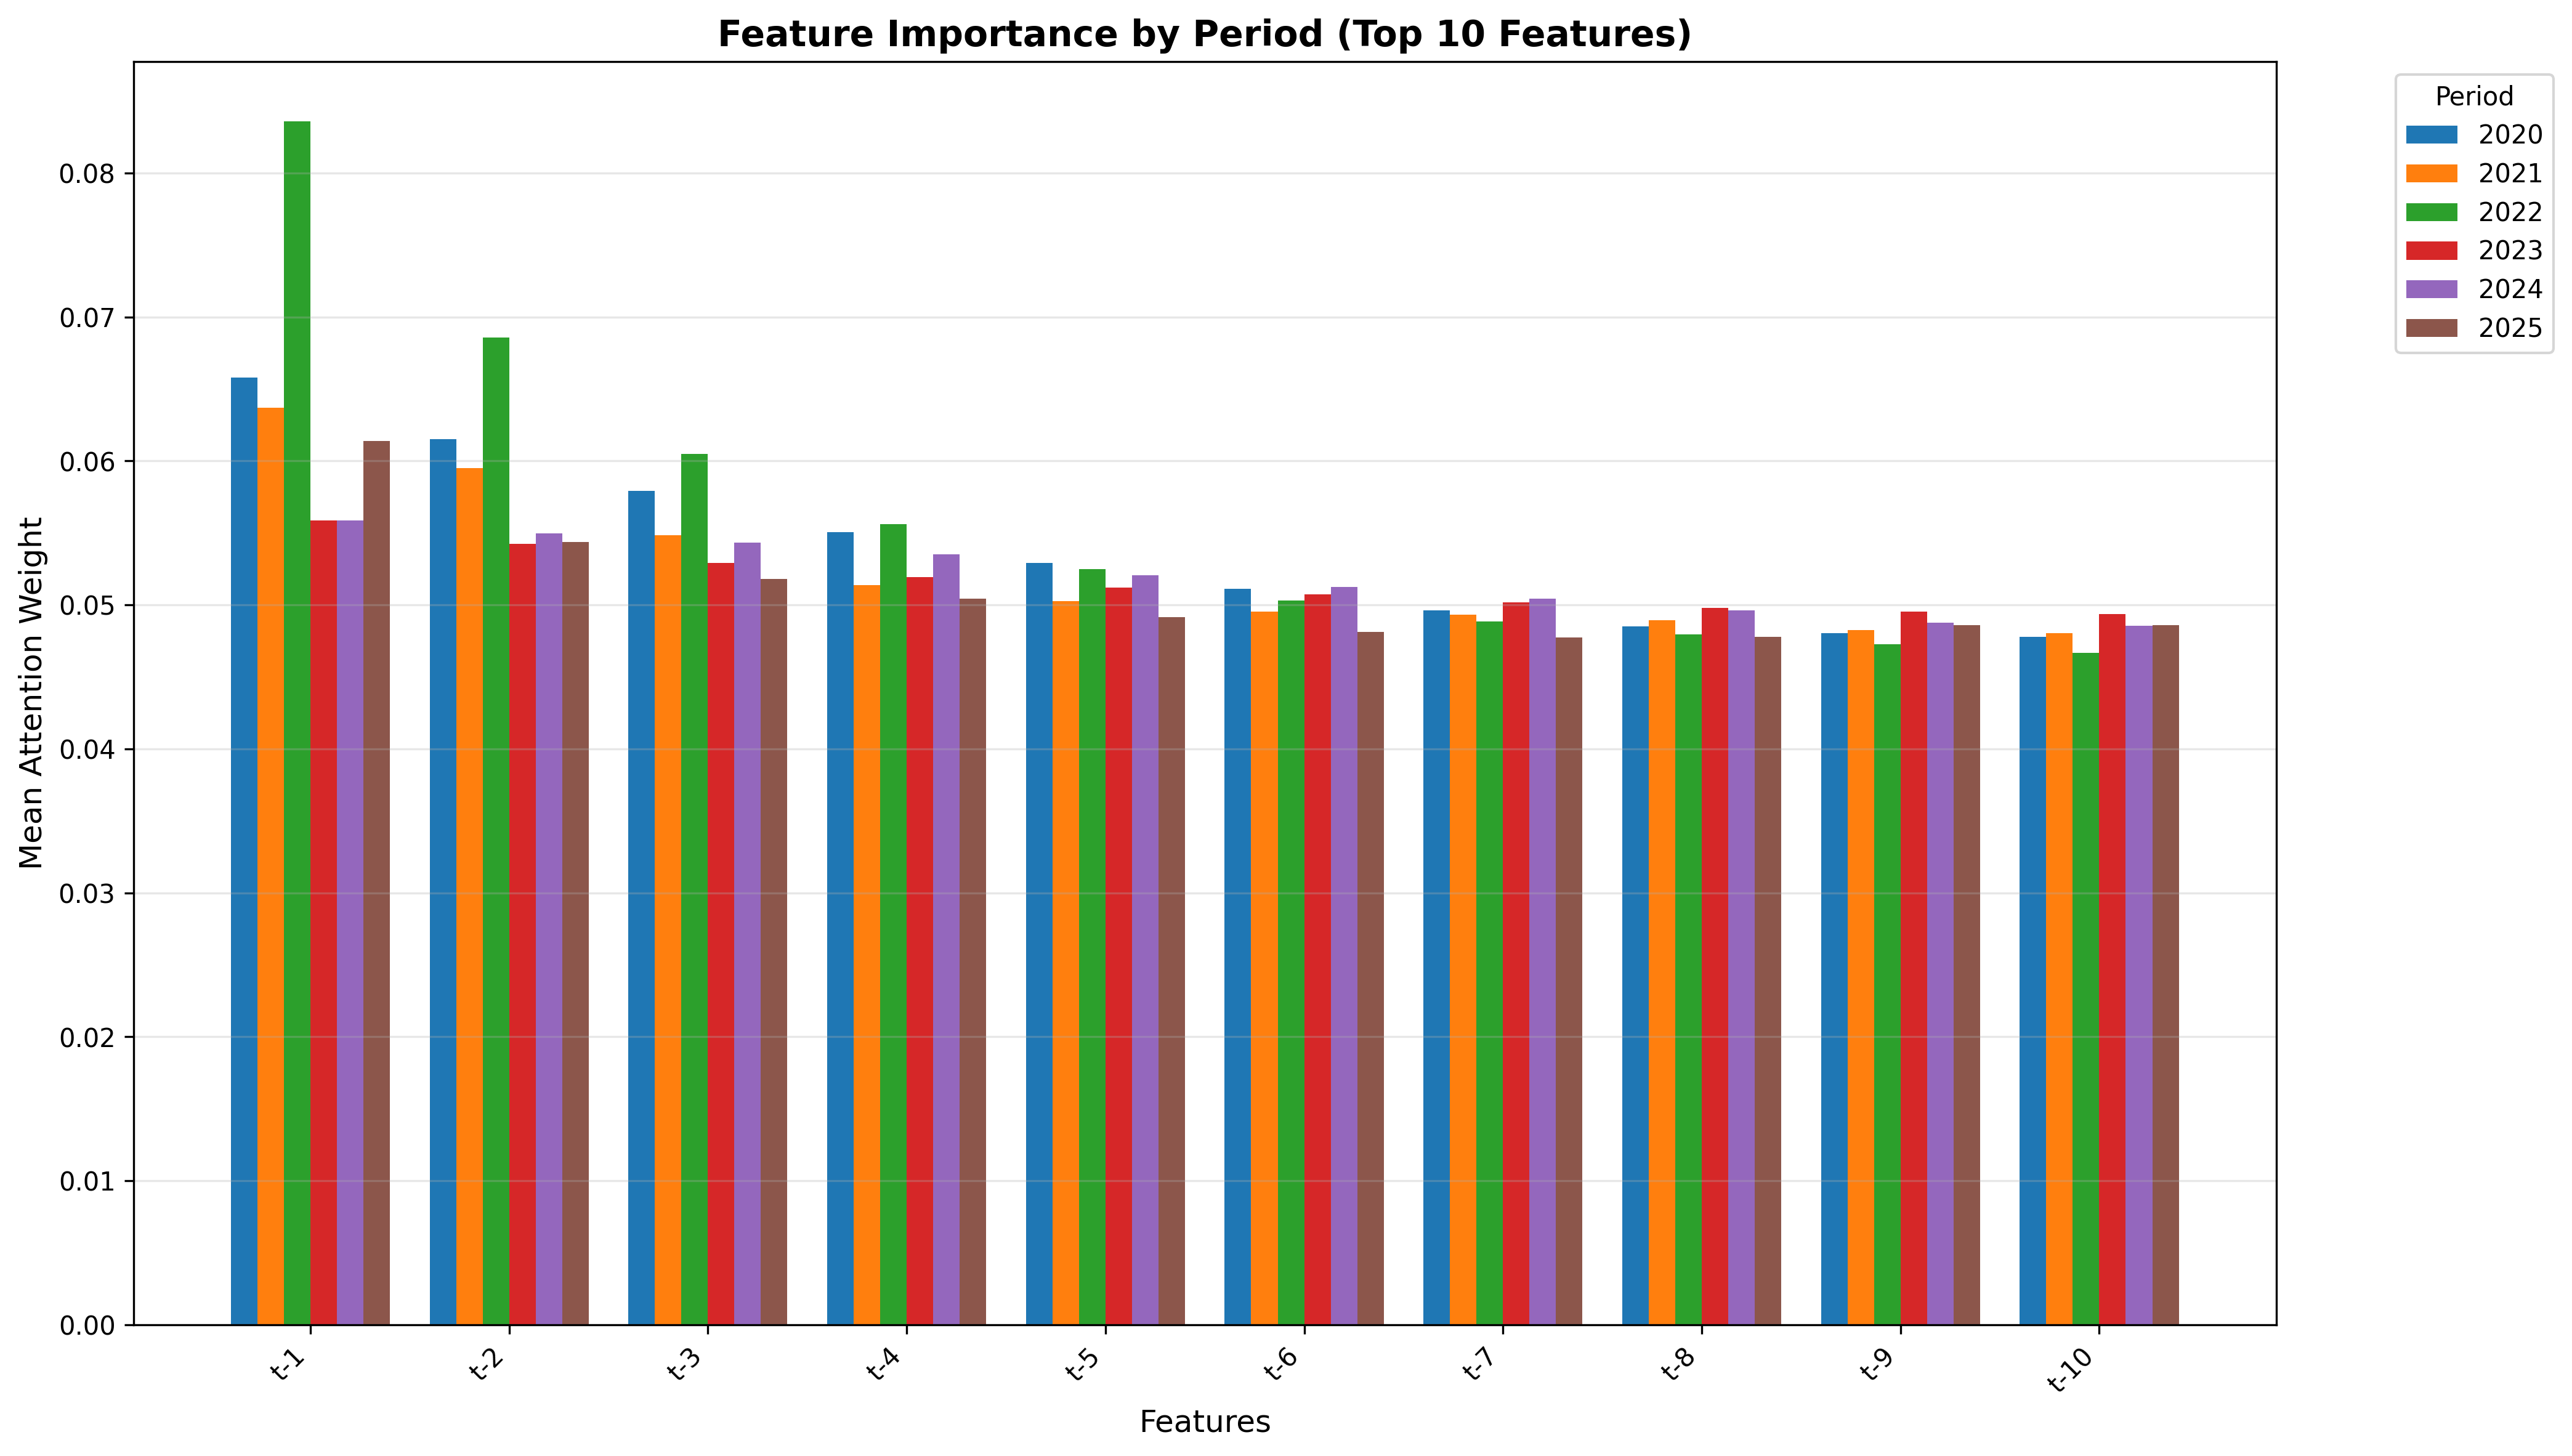 Feature Importance by Period (Top 10 Features)
Period
2020
2021
2022
2023
2024
2025
Mean Attention Weight
0.08
0.07
0.06
0.05
0.04
0.03
0.02
0.01
0.00
t-1
t-2
t-3
t-4
t-5
t-6
t-7
t-8
t-9
t-10
Features